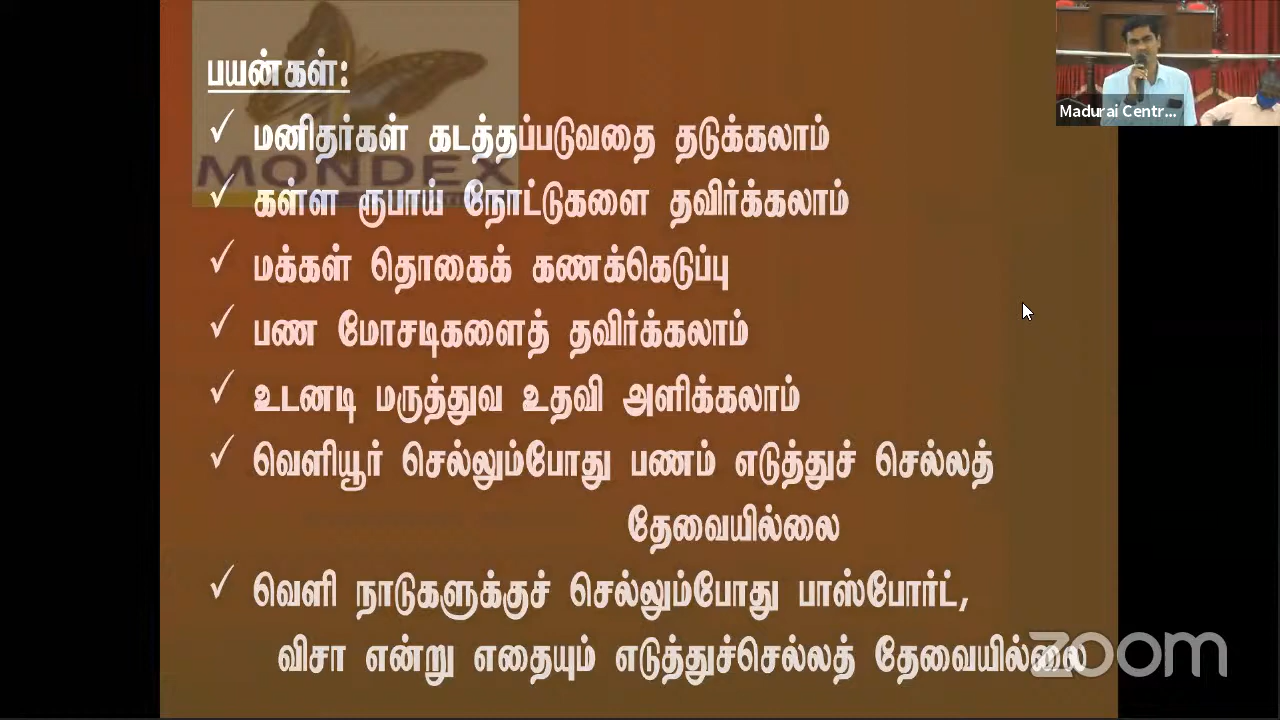 பயண்கள்:
✓ மனிதர்கள் கடத்தப்படுவதை தடுக்கலாம்
MONDEX
✓ கள்ள ரூபாய் நோட்டுகளை தவிர்க்கலாம்
✓ மக்கள் தொகைக் கணக்கெடுப்பு
✓ பண மோசடிகளைத் தவிர்க்கலாம்
✓ உடனடி மருத்துவ உதவி அளிக்கலாம்
✓ வெளியூர் செல்லும்போது பணம் எடுத்துச் செல்லத்
தேவையில்லை
✓ வெளி நாடுகளுக்குச் செல்லும்போது பாஸ்போர்ட்,
விசா என்று எதையும் எடுத்துச்செல்லத் தேவையில்லை
Madurai Centr...
zoom